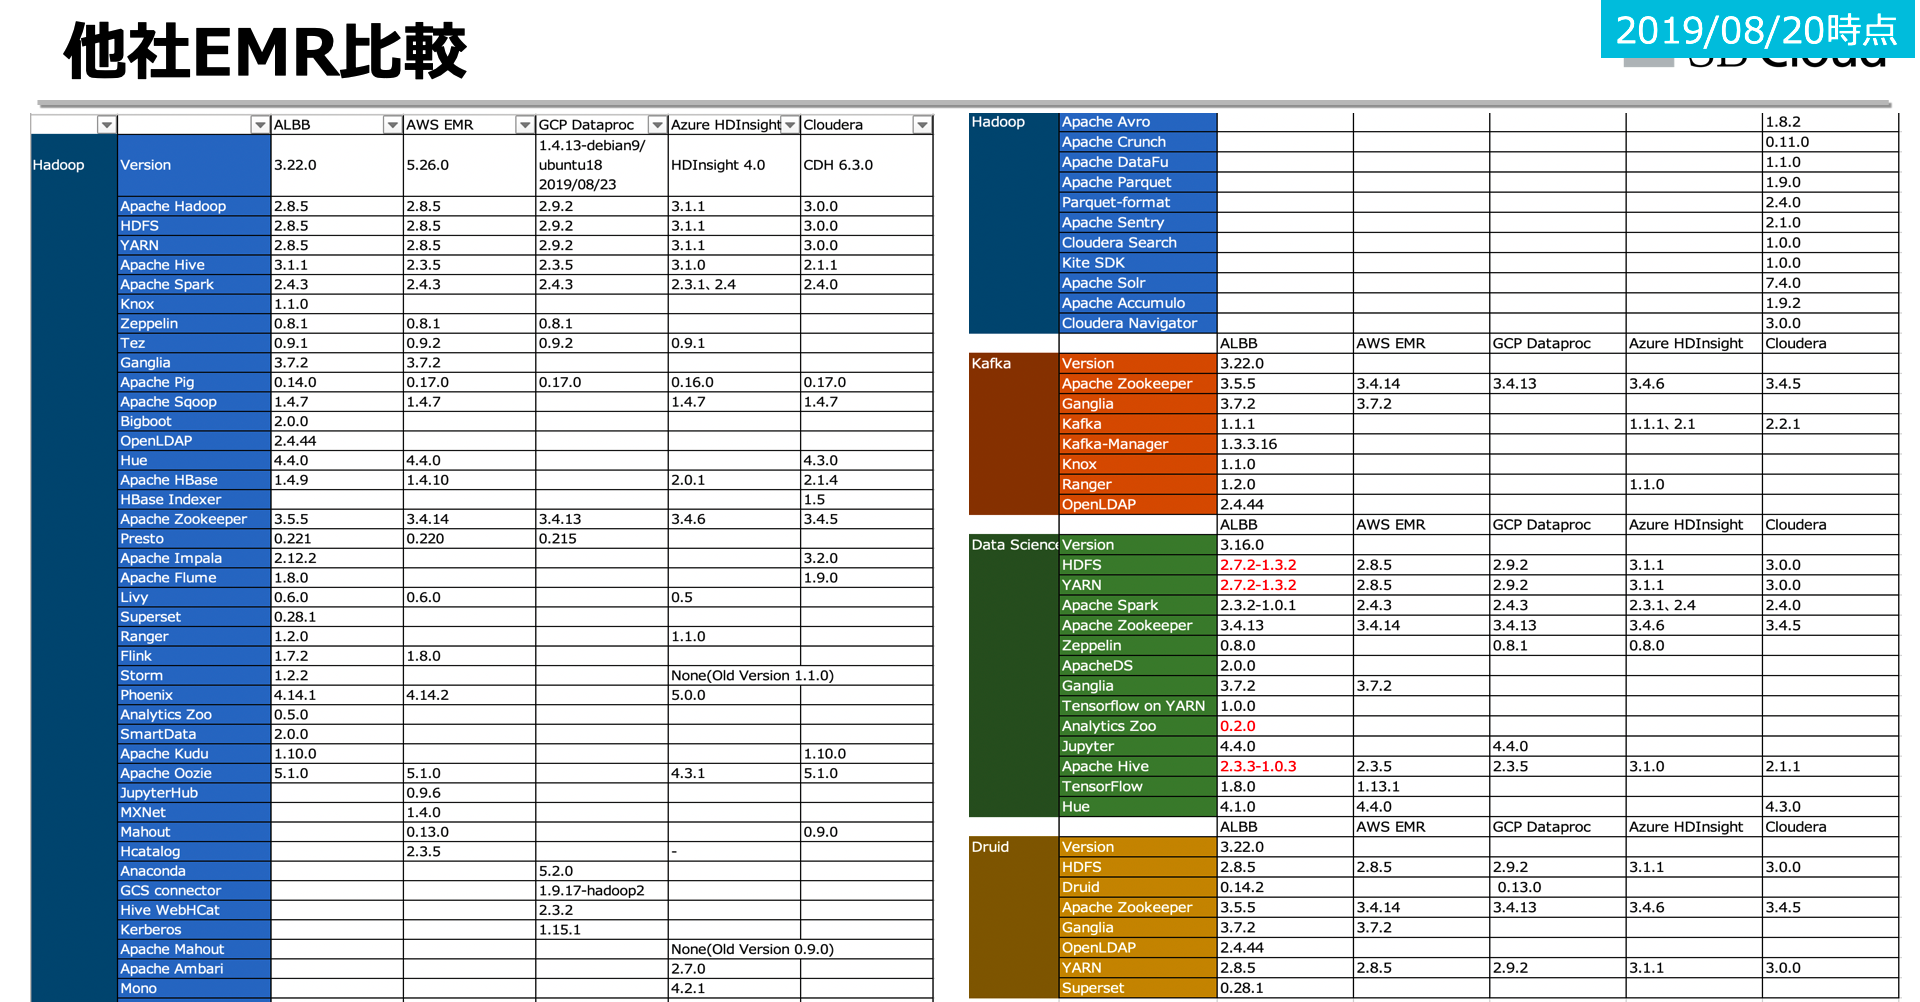 他社EMR比較
2019/08/20時点
SB Cloud
ALBB AWS EMR GCP Dataproc Azure HDInsight Cloudera
Hadoop Version 3.22.0 5.26.0 1.4.13-debian9/ubuntu18 2019/08/23 HDInsight 4.0 CDH 6.3.0
Apache Hadoop 2.8.5 2.8.5 2.9.2 3.1.1 3.0.0
HDFS 2.8.5 2.8.5 2.9.2 3.1.1 3.0.0
YARN 2.8.5 2.8.5 2.9.2 3.1.1 3.0.0
Apache Hive 3.1.1 2.3.5 2.3.5 3.1.0 2.1.1
Apache Spark 2.4.3 2.4.3 2.4.3 2.3.1、2.4 2.4.0
Knox 1.1.0
Zeppelin 0.8.1 0.8.1 0.8.1
Tez 0.9.1 0.9.2 0.9.2 0.9.1
Ganglia 3.7.2 3.7.2
Apache Pig 0.14.0 0.17.0 0.17.0 0.16.0 0.17.0
Apache Sqoop 1.4.7 1.4.7 1.4.7 1.4.7
Bigboot 2.0.0
OpenLDAP 2.4.44
Hue 4.4.0 4.4.0 4.3.0
Apache HBase 1.4.9 1.4.10 2.0.1 2.1.4
HBase Indexer 1.5
Apache Zookeeper 3.5.5 3.4.14 3.4.13 3.4.6 3.4.5
Presto 0.221 0.220 0.215
Apache Impala 2.12.2 3.2.0
Apache Flume 1.8.0 1.9.0
Livy 0.6.0 0.6.0 0.5
Superset 0.28.1
Ranger 1.2.0 1.1.0
Flink 1.7.2 1.8.0
Storm 1.2.2 None(Old Version 1.1.0)
Phoenix 4.14.1 4.14.2 5.0.0
Analytics Zoo 0.5.0
SmartData 2.0.0
Apache Kudu 1.10.0 1.10.0
Apache Oozie 5.1.0 5.1.0 4.3.1 5.1.0
JupyterHub 0.9.6
MXNet 1.4.0
Mahout 0.13.0 0.9.0
Hcatalog 2.3.5 -
Anaconda 5.2.0
GCS connector 1.9.17-hadoop2
Hive WebHCat 2.3.2
Kerberos 1.15.1
Apache Mahout None(Old Version 0.9.0)
Apache Ambari 2.7.0
Mono 4.2.1
Hadoop Apache Avro 1.8.2
Apache Crunch 0.11.0
Apache DataFu 1.1.0
Apache Parquet 1.9.0
Parquet-format 2.4.0
Apache Sentry 2.1.0
Cloudera Search 1.0.0
Kite SDK 1.0.0
Apache Solr 7.4.0
Apache Accumulo 1.9.2
Cloudera Navigator 3.0.0
ALBB AWS EMR GCP Dataproc Azure HDInsight Cloudera
Kafka Version 3.22.0
Apache Zookeeper 3.5.5 3.4.14 3.4.13 3.4.6 3.4.5
Ganglia 3.7.2 3.7.2
Kafka 1.1.1 1.1.1、2.1 2.2.1
Kafka-Manager 1.3.3.16
Knox 1.1.0
Ranger 1.2.0 1.1.0
OpenLDAP 2.4.44
ALBB AWS EMR GCP Dataproc Azure HDInsight Cloudera
Data Science Version 3.16.0
HDFS 2.7.2-1.3.2 2.8.5 2.9.2 3.1.1 3.0.0
YARN 2.7.2-1.3.2 2.8.5 2.9.2 3.1.1 3.0.0
Apache Spark 2.3.2-1.0.1 2.4.3 2.4.3 2.3.1、2.4 2.4.0
Apache Zookeeper 3.4.13 3.4.14 3.4.13 3.4.6 3.4.5
Zeppelin 0.8.0 0.8.1 0.8.0
ApacheDS 2.0.0
Ganglia 3.7.2 3.7.2
Tensorflow on YARN 1.0.0
Analytics Zoo 0.2.0
Jupyter 4.4.0 4.4.0
Apache Hive 2.3.3-1.0.3 2.3.5 2.3.5 3.1.0 2.1.1
TensorFlow 1.8.0 1.13.1
Hue 4.1.0 4.4.0 4.3.0
ALBB AWS EMR GCP Dataproc Azure HDInsight Cloudera
Druid Version 3.22.0
HDFS 2.8.5 2.8.5 2.9.2 3.1.1 3.0.0
Druid 0.14.2 0.13.0
Apache Zookeeper 3.5.5 3.4.14 3.4.13 3.4.6 3.4.5
Ganglia 3.7.2 3.7.2
OpenLDAP 2.4.44
YARN 2.8.5 2.8.5 2.9.2 3.1.1 3.0.0
Superset 0.28.1